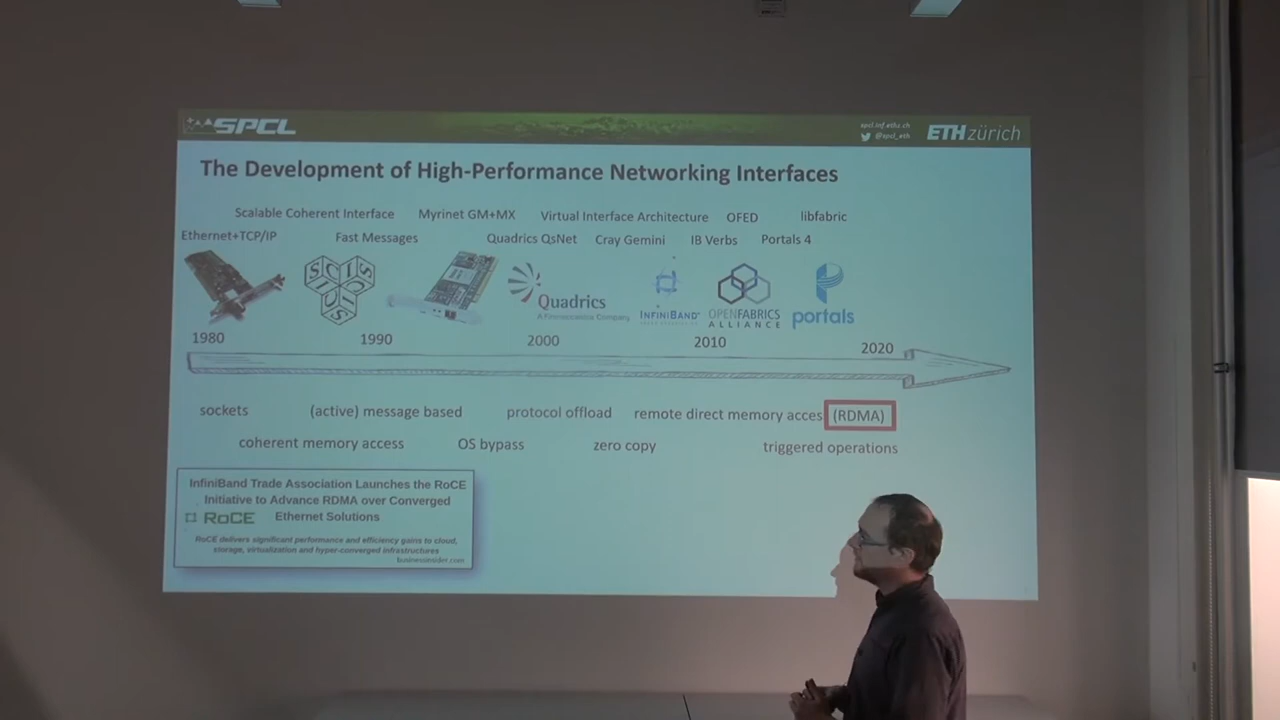 SPCL
spcl.inf.ethz.ch
@spcl_eth
ETH zürich
The Development of High-Performance Networking Interfaces
Scalable Coherent Interface Myrinet GM+MX Virtual Interface Architecture OFED libfabric
Ethernet+TCP/IP Fast Messages Quadrics QsNet Cray Gemini IB Verbs Portals 4
Quadrics
INFINIBAND
OPENFABRICS
ALLIANCE
portals
1980 1990 2000 2010 2020
sockets (active) message based protocol offload remote direct memory acces (RDMA)
coherent memory access OS bypass zero copy triggered operations
InfiniBand Trade Association Launches the RoCE
Initiative to Advance RDMA over Converged
RoCE Ethernet Solutions
RoCE delivers significant performance and efficiency gains to cloud,
storage, virtualization and hyper-converged infrastructures
businessinsider.com